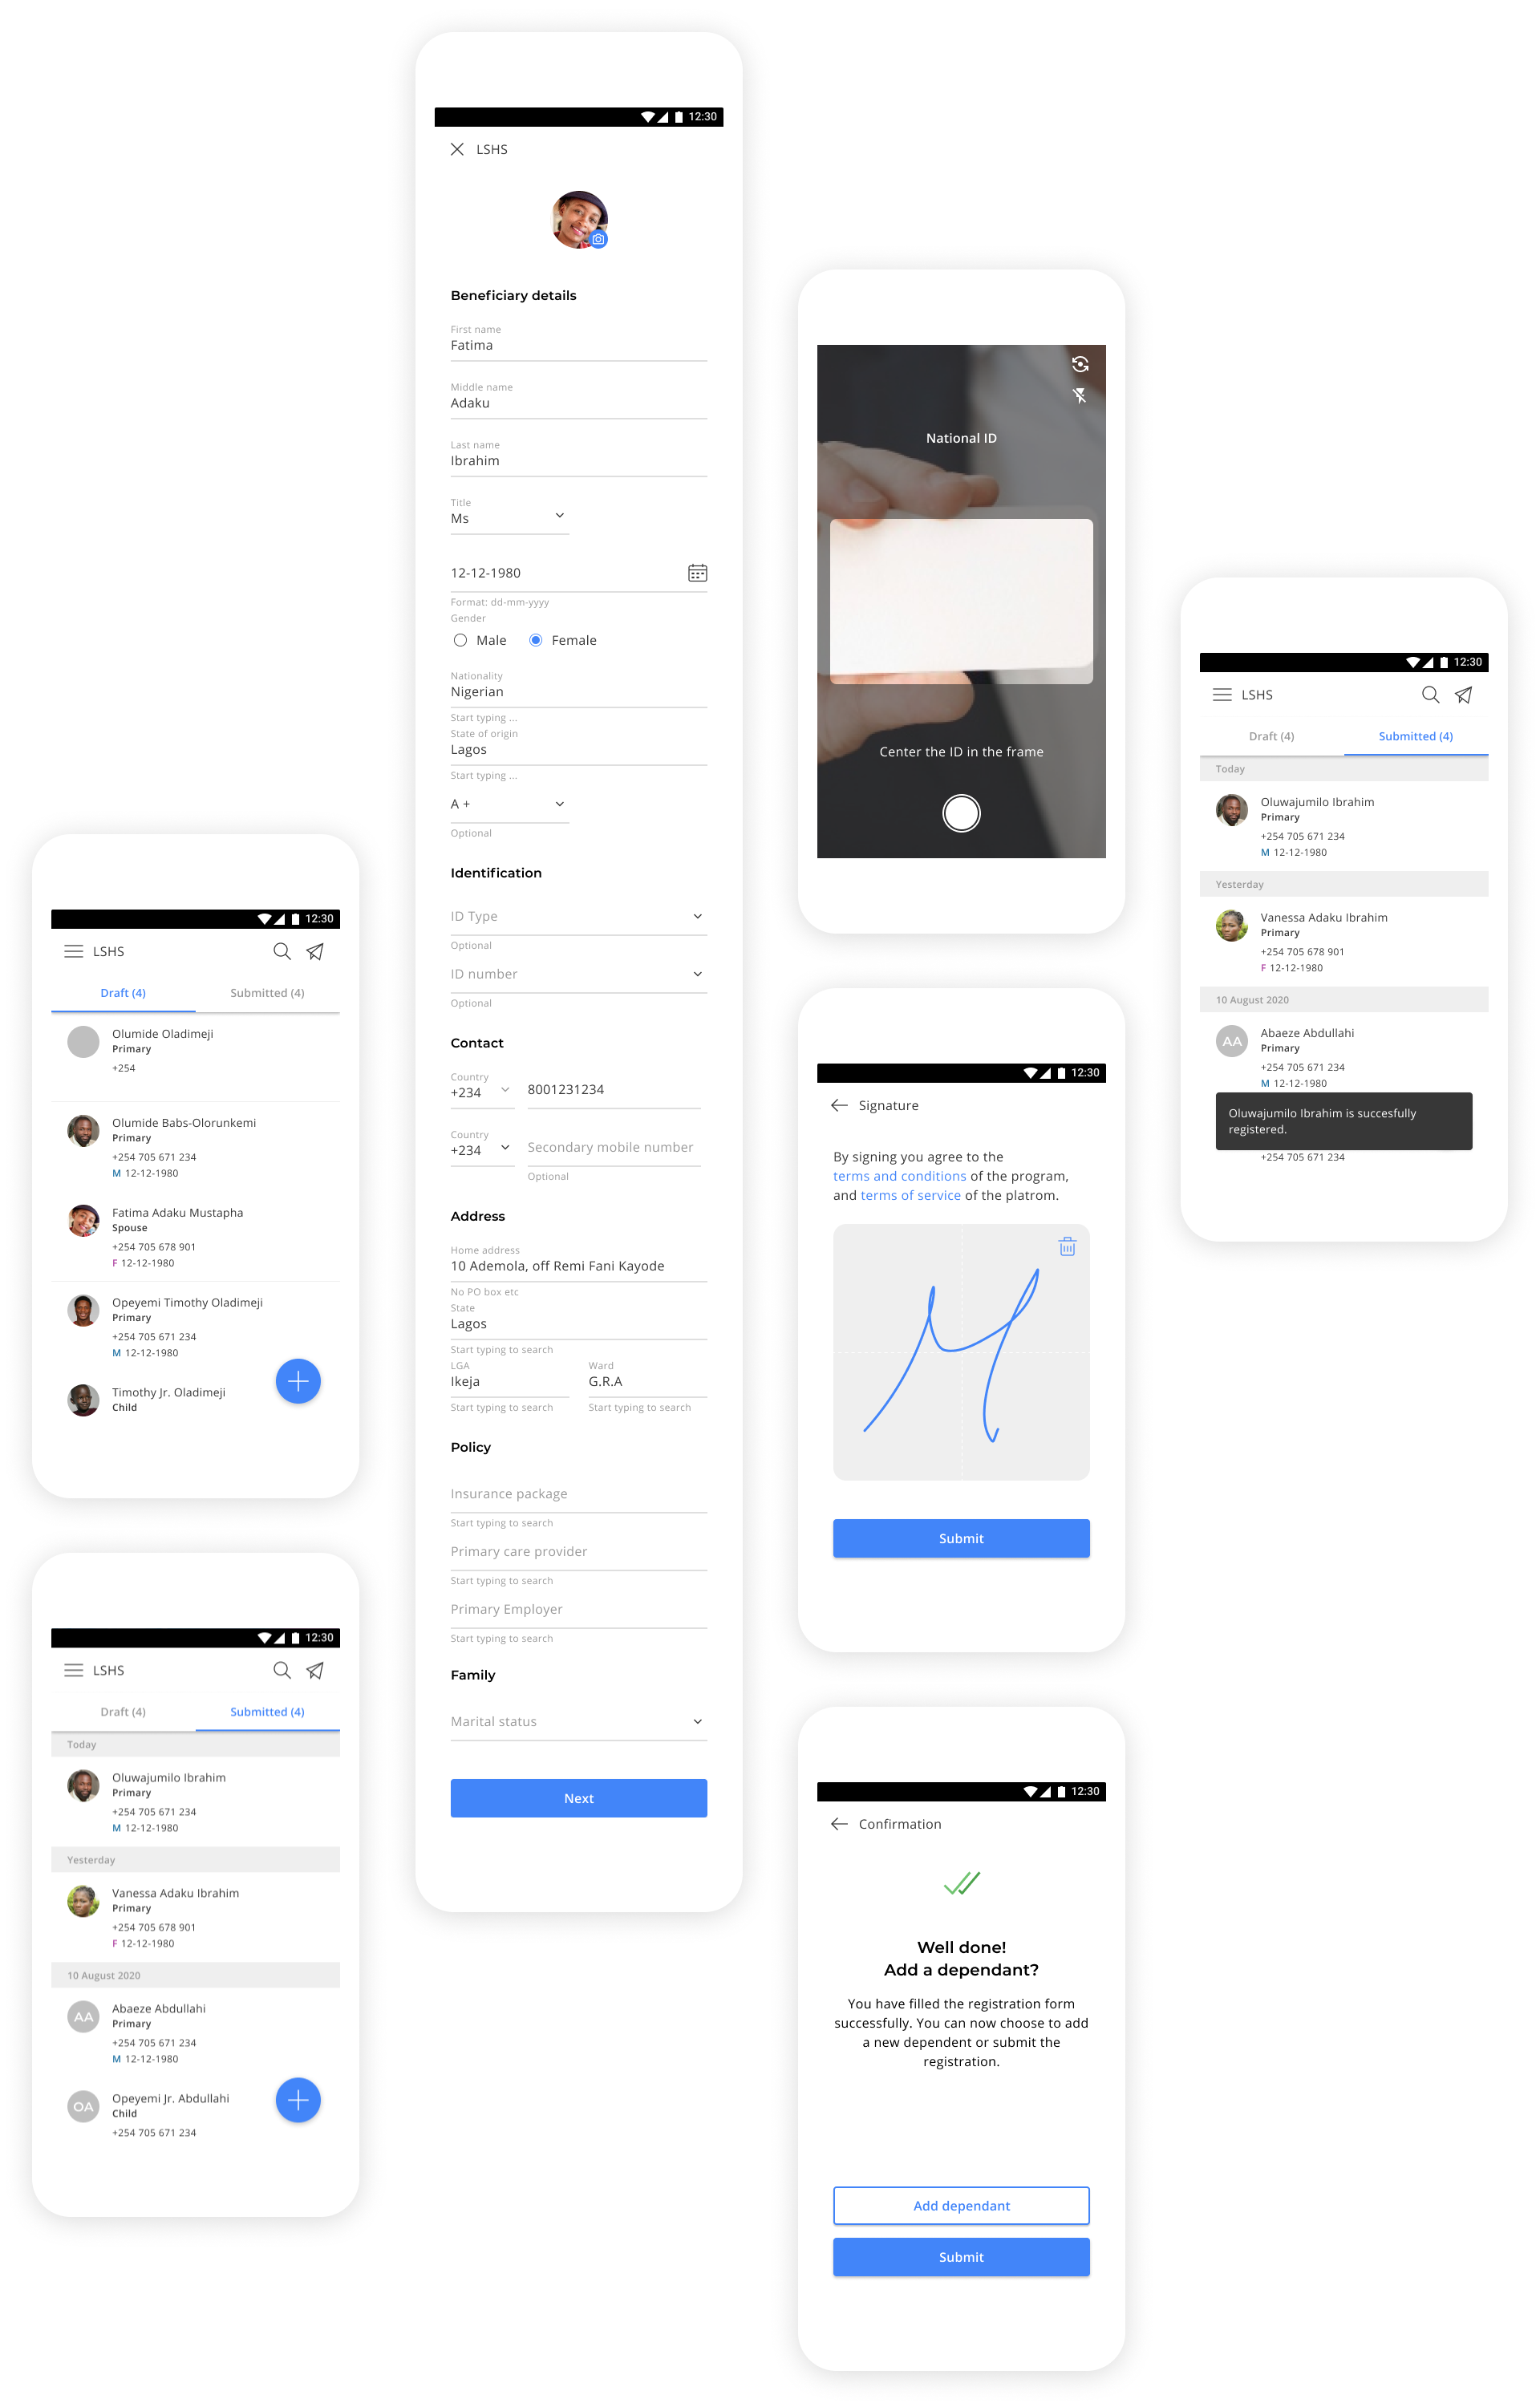 12:30
LSHS
Draft (4)
Submitted (4)
Olumide Oladimeji
Primary
+254
Olumide Babs-Olorunkemi
Primary
+254 705 671 234
M 12-12-1980
Fatima Adaku Mustapha
Spouse
+254 705 678 901
F 12-12-1980
Opeyemi Timothy Oladimeji
Primary
+254 705 671 234
M 12-12-1980
Timothy Jr. Oladimeji
Child
12:30
LSHS
Draft (4)
Submitted (4)
Today
Oluwajumilo Ibrahim
Primary
+254 705 671 234
M 12-12-1980
Yesterday
Vanessa Adaku Ibrahim
Primary
+254 705 678 901
F 12-12-1980
10 August 2020
AA
Abaeze Abdullahi
Primary
+254 705 671 234
M 12-12-1980
OA
Opeyemi Jr. Abdullahi
Child
+254 705 671 234
12:30
LSHS
Beneficiary details
First name
Fatima
Middle name
Adaku
Last name
Ibrahim
Title
Ms
12-12-1980
Format: dd-mm-yyyy
Gender
Male
Female
Nationality
Nigerian
Start typing ...
State of origin
Lagos
Start typing ...
A +
Optional
Identification
ID Type
Optional
ID number
Optional
Contact
Country
+234
8001231234
Country
+234
Secondary mobile number
Optional
Address
Home address
10 Ademola, off Remi Fani Kayode
No PO box etc
State
Lagos
Start typing to search
LGA
Ikeja
Start typing to search
Ward
G.R.A
Start typing to search
Policy
Insurance package
Start typing to search
Primary care provider
Start typing to search
Primary Employer
Start typing to search
Family
Marital status
Next
National ID
Center the ID in the frame
12:30
Signature
By signing you agree to the
terms and conditions of the program,
and terms of service of the platrom.
Submit
12:30
Confirmation
Well done!
Add a dependant?
You have filled the registration form
successfully. You can now choose to add
a new dependent or submit the
registration.
Add dependant
Submit
12:30
LSHS
Draft (4)
Submitted (4)
Today
Oluwajumilo Ibrahim
Primary
+254 705 671 234
M 12-12-1980
Yesterday
Vanessa Adaku Ibrahim
Primary
+254 705 678 901
F 12-12-1980
10 August 2020
AA
Abaeze Abdullahi
Primary
+254 705 671 234
M 12-12-1980
Oluwajumilo Ibrahim is succesfully
registered.
+254 705 671 234